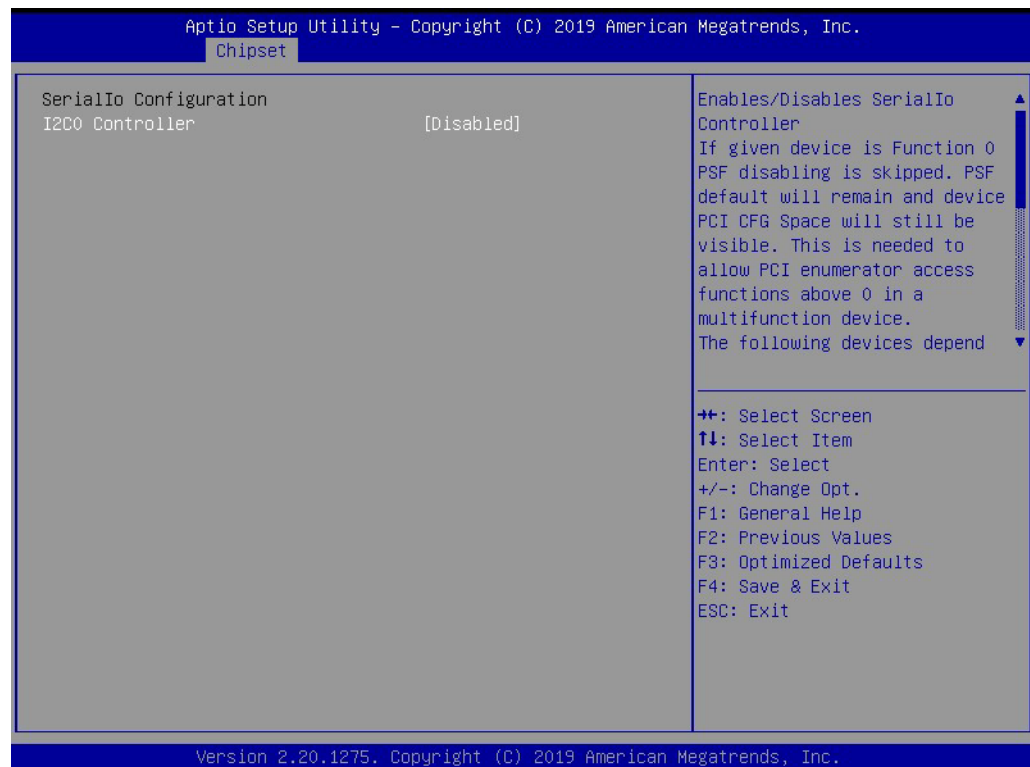 Aptio Setup Utility – Copyright (C) 2019 American Megatrends, Inc.
Chipset
SerialIo Configuration
I2C0 Controller [Disabled]
Enables/Disables SerialIo
Controller
If given device is Function 0
PSF disabling is skipped. PSF
default will remain and device
PCI CFG Space will still be
visible. This is needed to
allow PCI enumerator access
functions above 0 in a
multifunction device.
The following devices depend
→←: Select Screen
↑↓: Select Item
Enter: Select
+/-: Change Opt.
F1: General Help
F2: Previous Values
F3: Optimized Defaults
F4: Save & Exit
ESC: Exit
Version 2.20.1275. Copyright (C) 2019 American Megatrends, Inc.